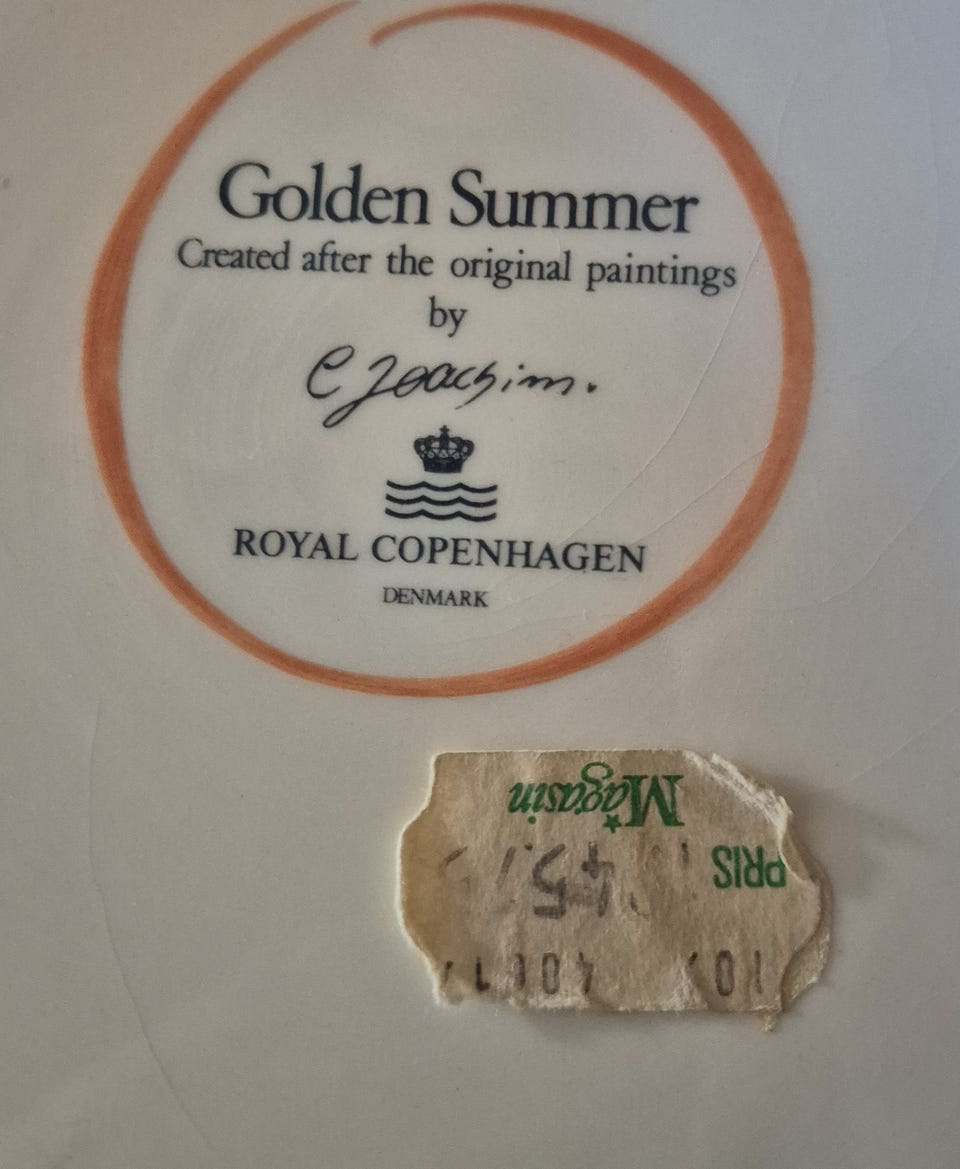 Golden Summer
Created after the original paintings
by
C Joachim.
ROYAL COPENHAGEN
DENMARK
Magasin
PRIS